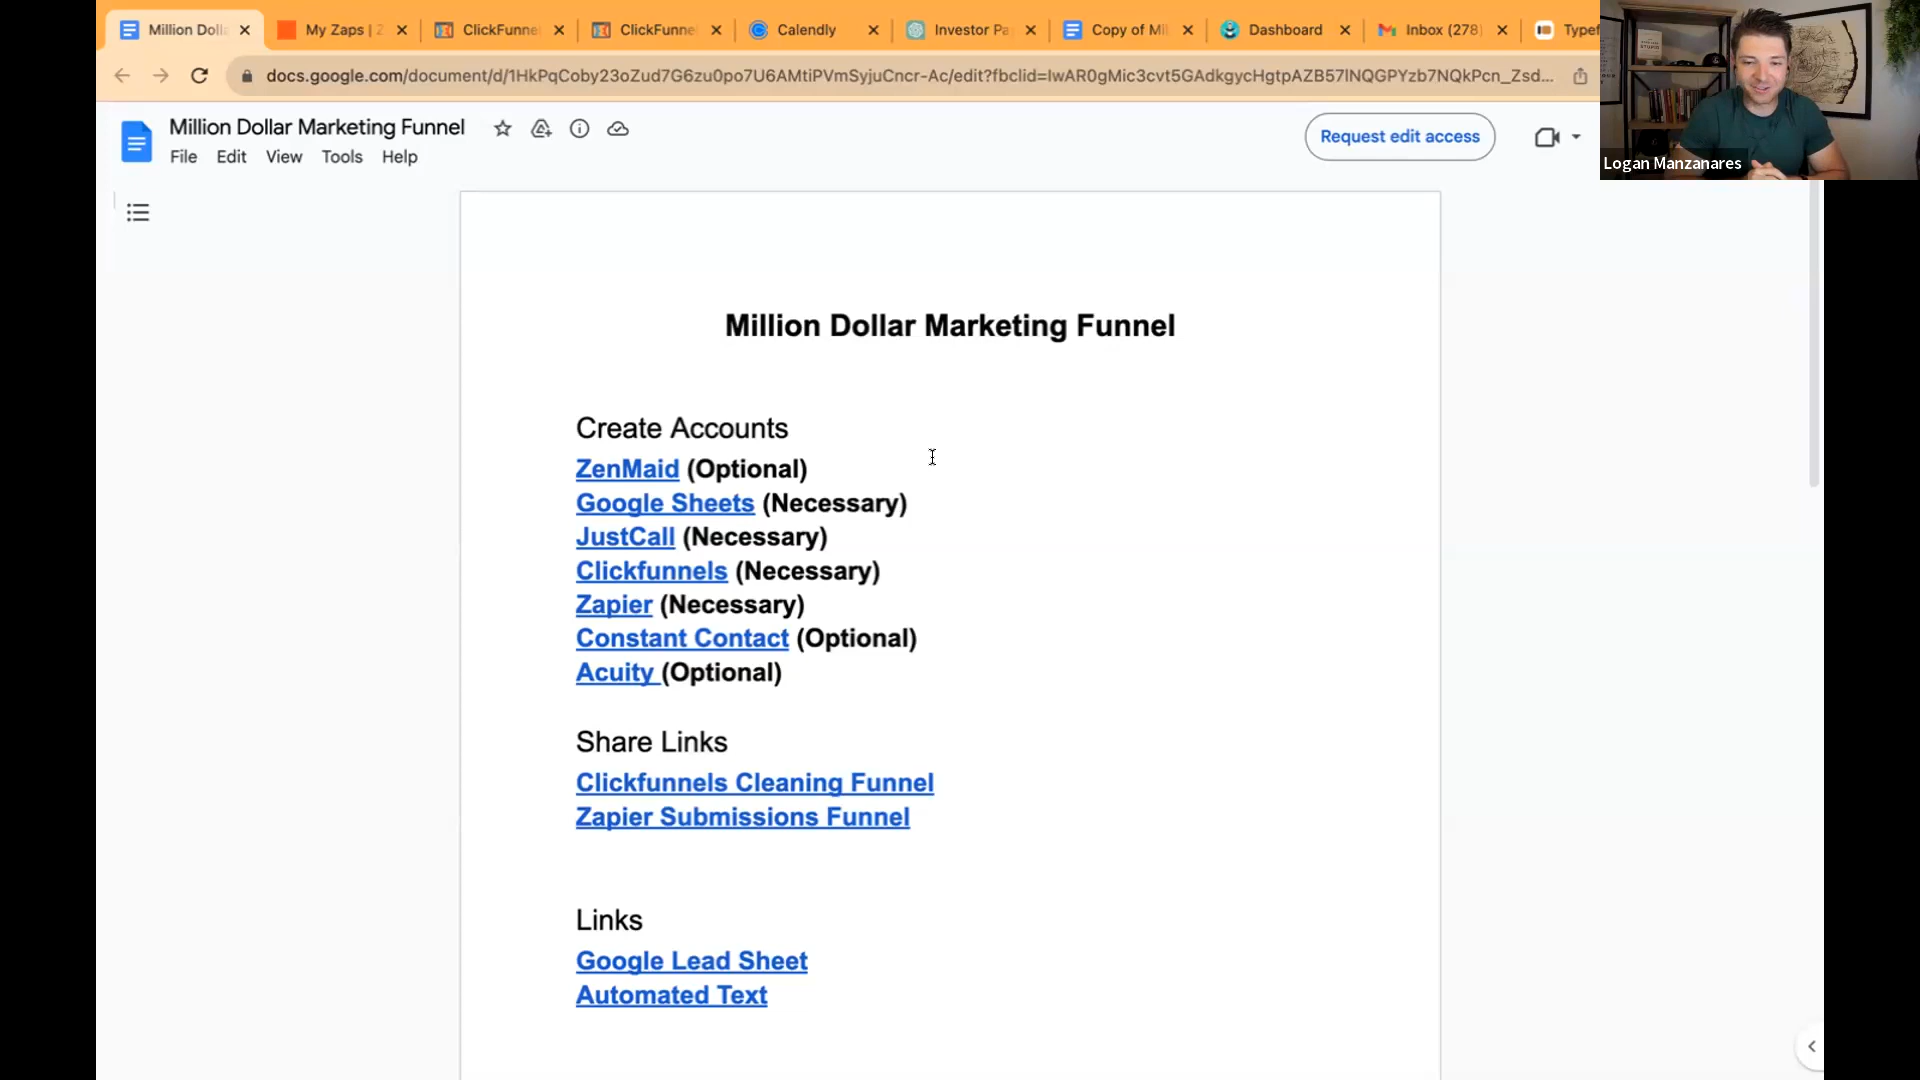 Million Doll
My Zaps | Z
ClickFunne
ClickFunne
Calendly
Investor Pa
Copy of Mil
Dashboard
Inbox (278)
Typef
docs.google.com/document/d/1HkPqCoby23oZud7G6zu0po7U6AMtiPVmSyjuCncr-Ac/edit?fbclid=IwAR0gMic3cvt5GAdkgycHgtpAZB57lNQGPYzb7NQkPcn_Zsd...
Million Dollar Marketing Funnel
File Edit View Tools Help
Request edit access
Logan Manzanares
Million Dollar Marketing Funnel
Create Accounts
ZenMaid (Optional)
Google Sheets (Necessary)
JustCall (Necessary)
Clickfunnels (Necessary)
Zapier (Necessary)
Constant Contact (Optional)
Acuity (Optional)
Share Links
Clickfunnels Cleaning Funnel
Zapier Submissions Funnel
Links
Google Lead Sheet
Automated Text